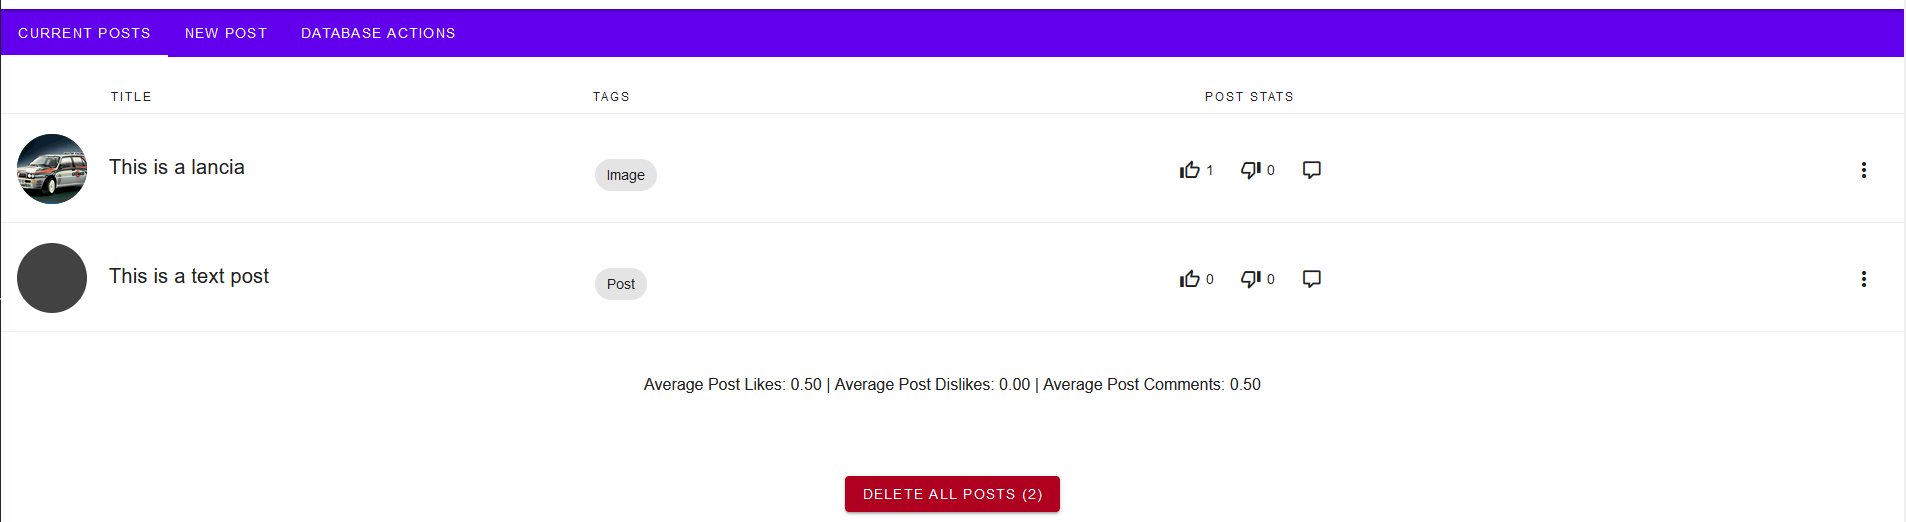 CURRENT POSTS NEW POST DATABASE ACTIONS
TITLE TAGS POST STATS
This is a lancia Image 1 0
This is a text post Post 0 0
Average Post Likes: 0.50 | Average Post Dislikes: 0.00 | Average Post Comments: 0.50
DELETE ALL POSTS (2)